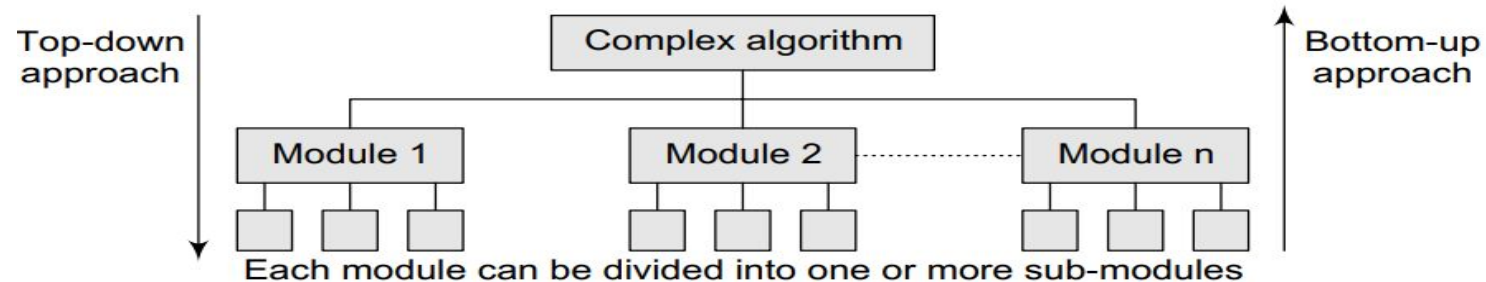 Top-down
approach
Complex algorithm
Bottom-up
approach
Module 1
Module 2
Module n
Each module can be divided into one or more sub-modules